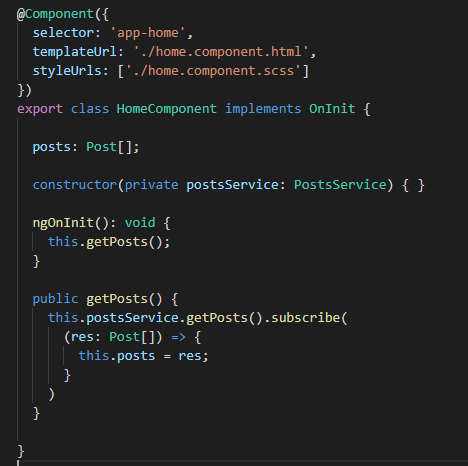 @Component({
  selector: 'app-home',
  templateUrl: './home.component.html',
  styleUrls: ['./home.component.scss']
})
export class HomeComponent implements OnInit {
  posts: Post[];
  constructor(private postsService: PostsService) { }
  ngOnInit(): void {
    this.getPosts();
  }
  public getPosts() {
    this.postsService.getPosts().subscribe(
      (res: Post[]) => {
        this.posts = res;
      }
    )
  }
}